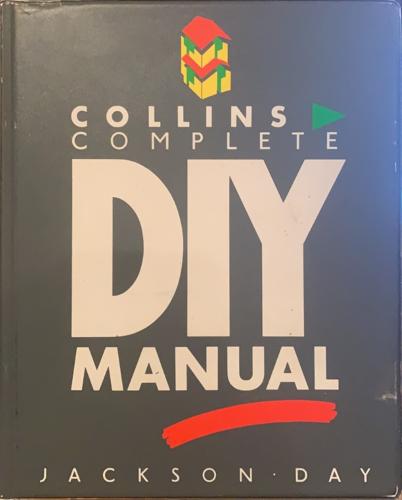 COLLINS
COMPLETE
DIY
MANUAL
JACKSON · DAY